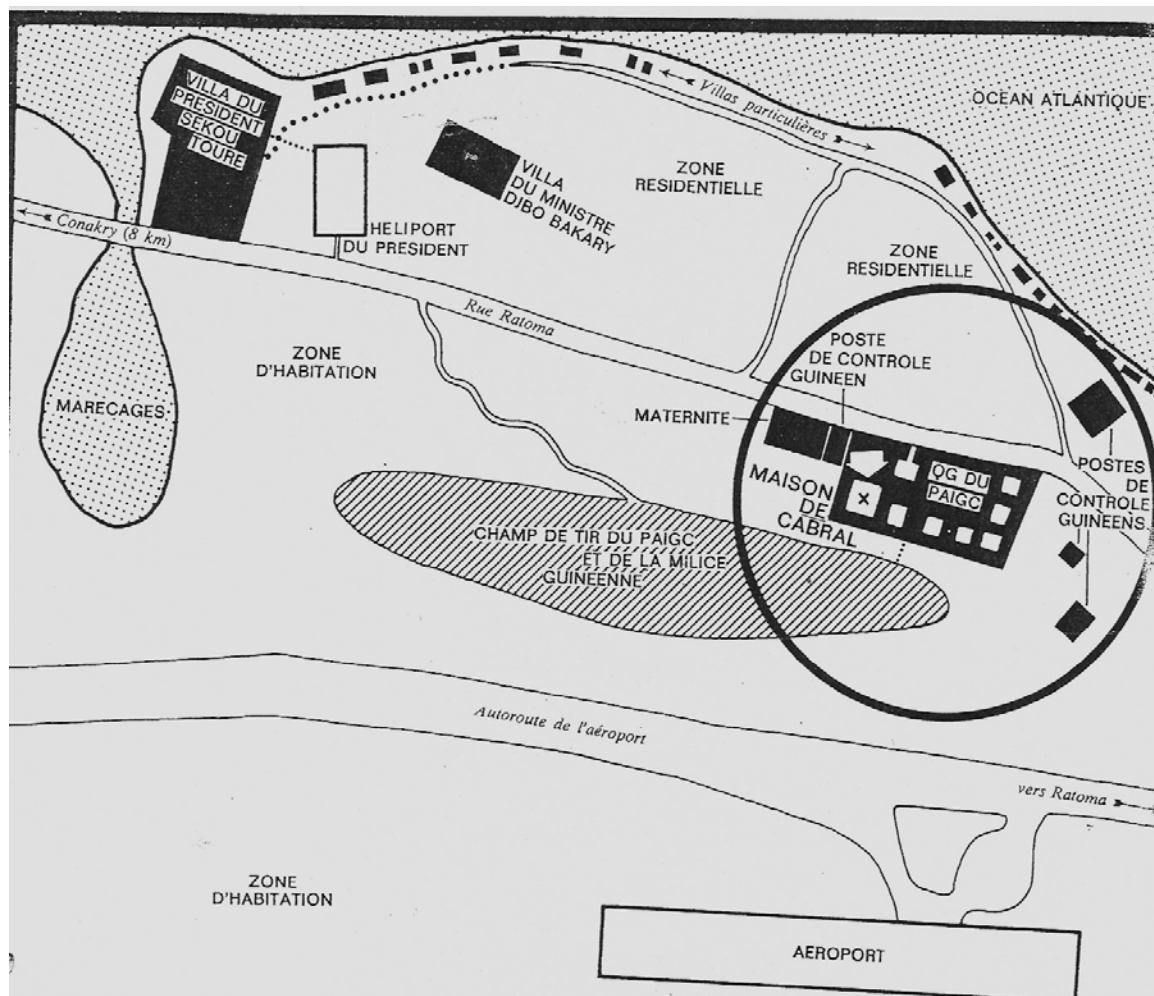 VILLA DU
PRESIDENT
SEKOU
TOURE
Villas particulières
OCEAN ATLANTIQUE
VILLA
DU MINISTRE
DJBO BAKARY
ZONE
RESIDENTIELLE
Conakry (8 km)
HELIPORT
DU PRESIDENT
ZONE
RESIDENTIELLE
Rue Ratoma
ZONE
D'HABITATION
POSTE
DE CONTROLE
GUINEEN
MARECAGES
MATERNITE
MAISON
DE
CABRAL
QG DU
PAIGC
POSTES
DE
CONTROLE
GUINEENS
CHAMP DE TIR DU PAIGC
ET DE LA MILICE
GUINEENNE
Autoroute de l'aéroport
vers Ratoma
ZONE
D'HABITATION
AEROPORT